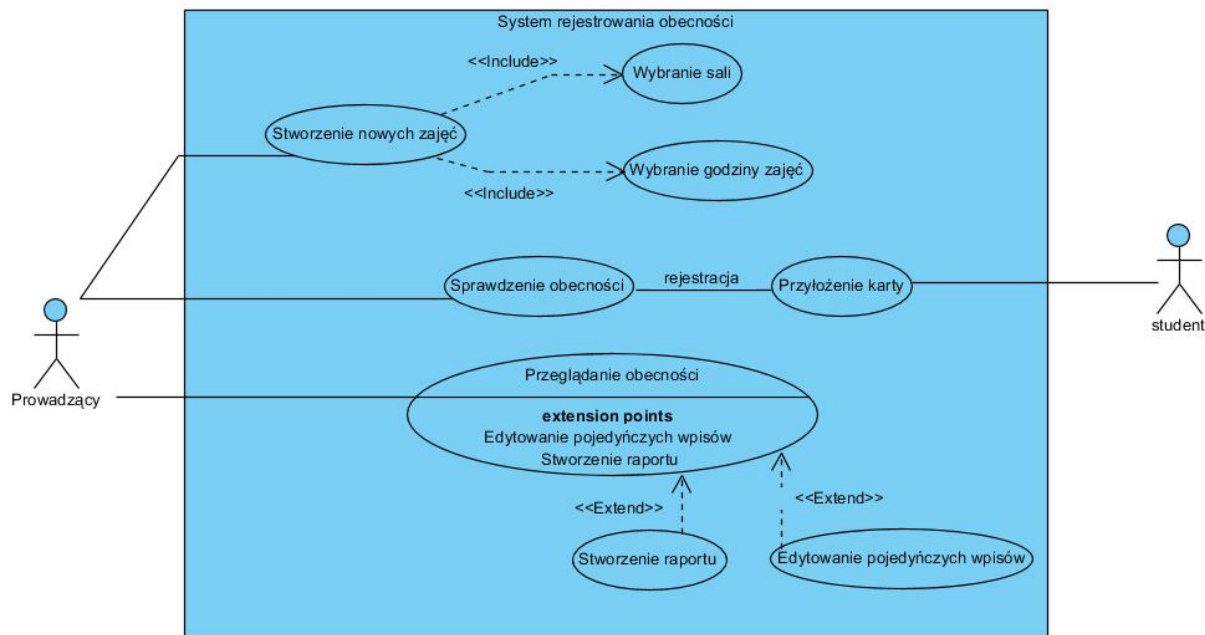 System rejestrowania obecności
<<Include>>
Wybranie sali
Stworzenie nowych zajęć
Wybranie godziny zajęć
<<Include>>
Sprawdzenie obecności
rejestracja
Przyłożenie karty
student
Prowadzący
Przeglądanie obecności
extension points
Edytowanie pojedyńczych wpisów
Stworzenie raportu
<<Extend>>
<<Extend>>
Stworzenie raportu
Edytowanie pojedyńczych wpisów